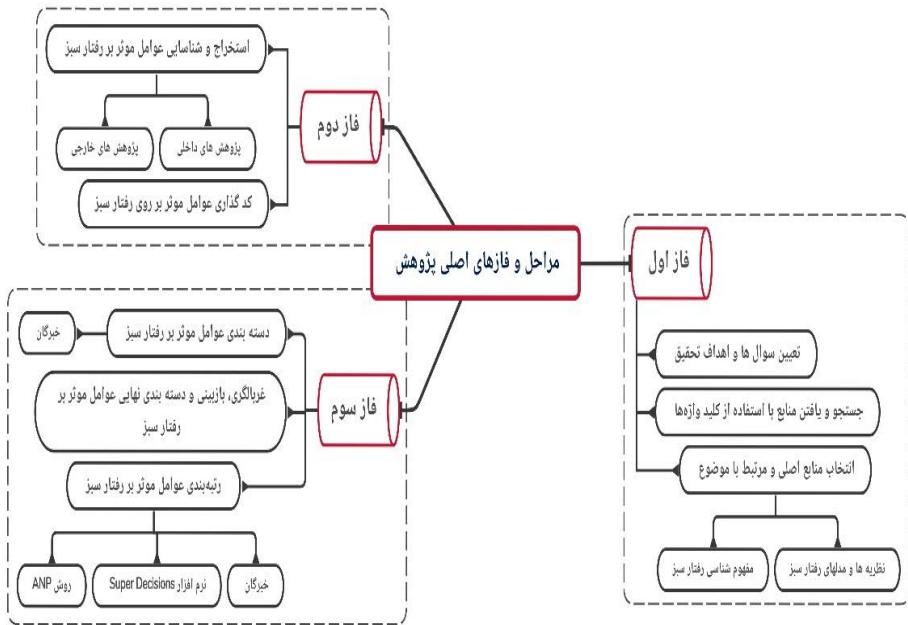 مراحل و فازهای اصلی پژوهش
فاز اول
تعیین سوال ها و اهداف تحقیق
جستجو و یافتن منابع با استفاده از کلید واژه‌ها
انتخاب منابع اصلی و مرتبط با موضوع
نظریه ها و مدلهای رفتار سبز
مفهوم شناسی رفتار سبز
فاز دوم
استخراج و شناسایی عوامل موثر بر رفتار سبز
پژوهش های داخلی
پژوهش های خارجی
کد گذاری عوامل موثر بر روی رفتار سبز
فاز سوم
دسته بندی عوامل موثر بر رفتار سبز
خبرگان
غربالگری، بازبینی و دسته بندی نهایی عوامل موثر بر
رفتار سبز
رتبه‌بندی عوامل موثر بر رفتار سبز
خبرگان
نرم افزار Super Decisions
روش ANP